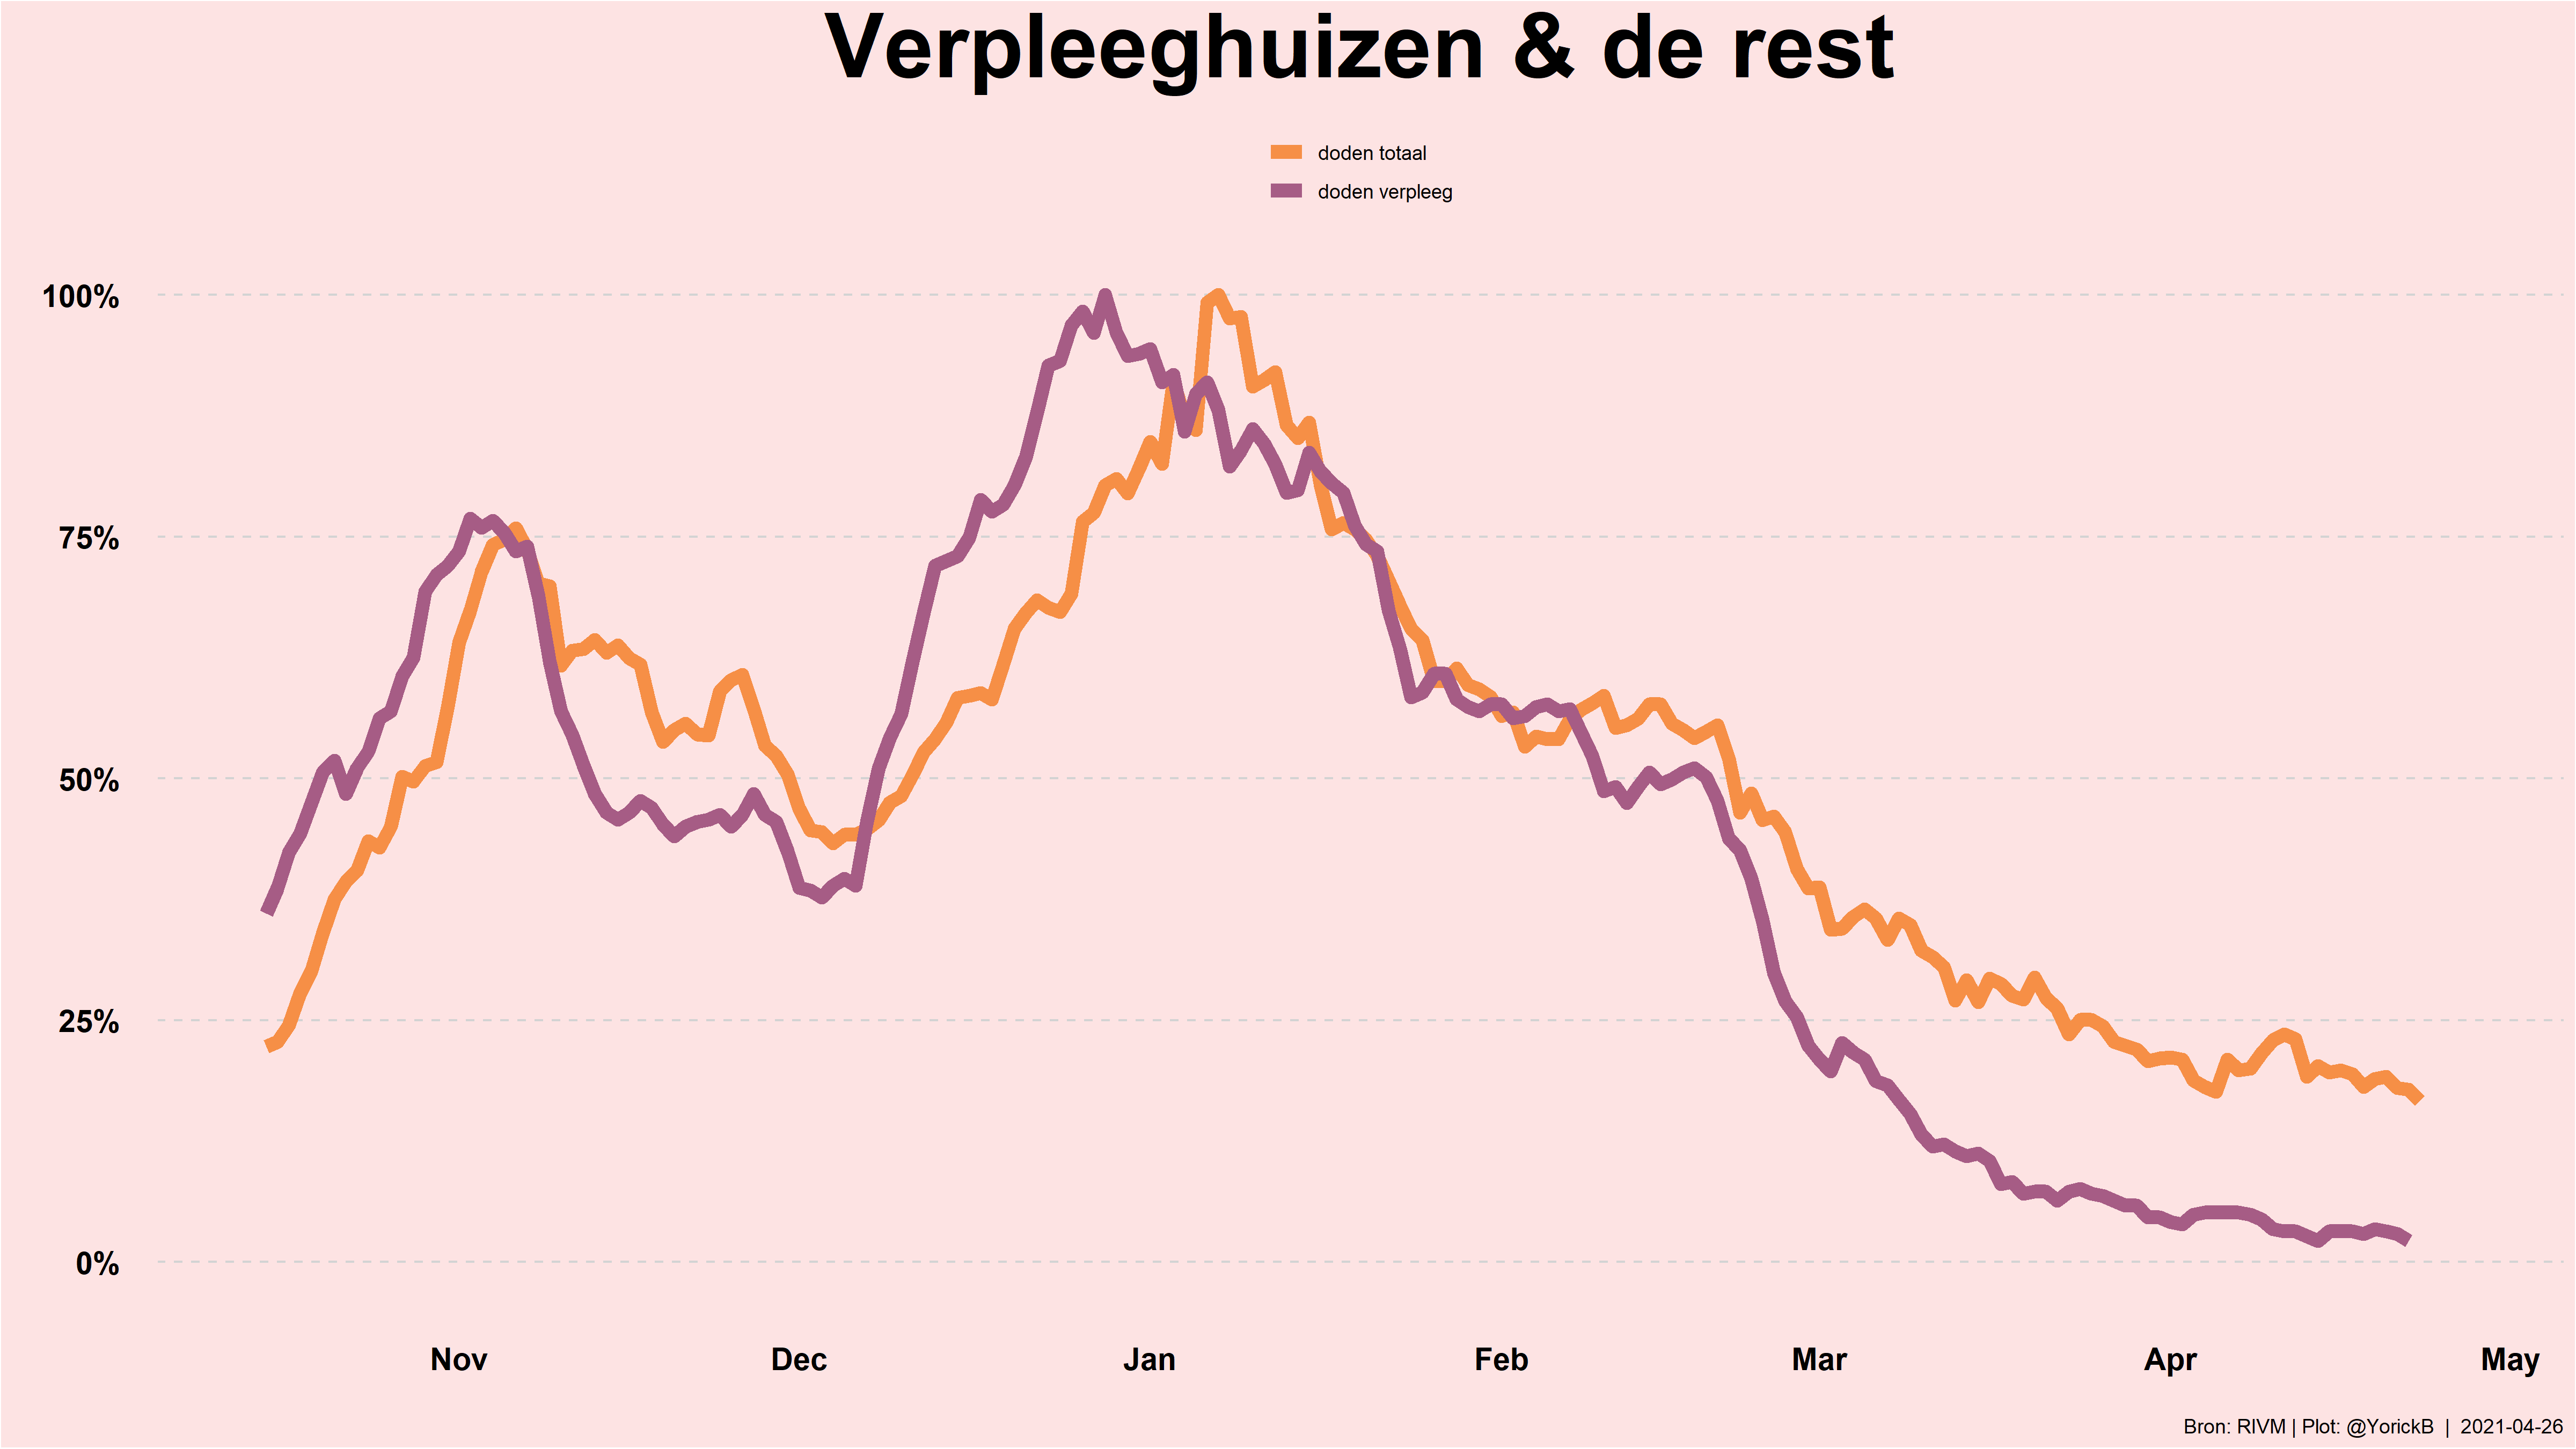 Verpleeghuizen & de rest
doden totaal
doden verpleeg
100%
75%
50%
25%
0%
Nov Dec Jan Feb Mar Apr May
Bron: RIVM | Plot: @YorickB | 2021-04-26